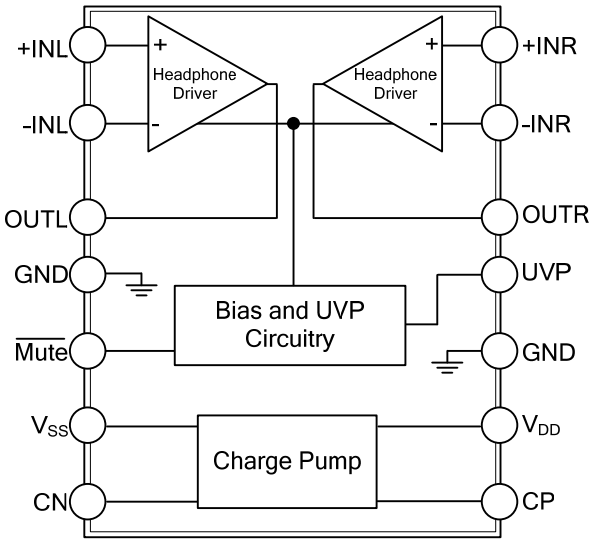 +INL
+
Headphone
Driver
+
Headphone
Driver
+INR
–INL
-
-
-INR
OUTL
OUTR
GND
UVP
Bias and UVP
Circuitry
Mute
GND
VSS
VDD
Charge Pump
CN
CP